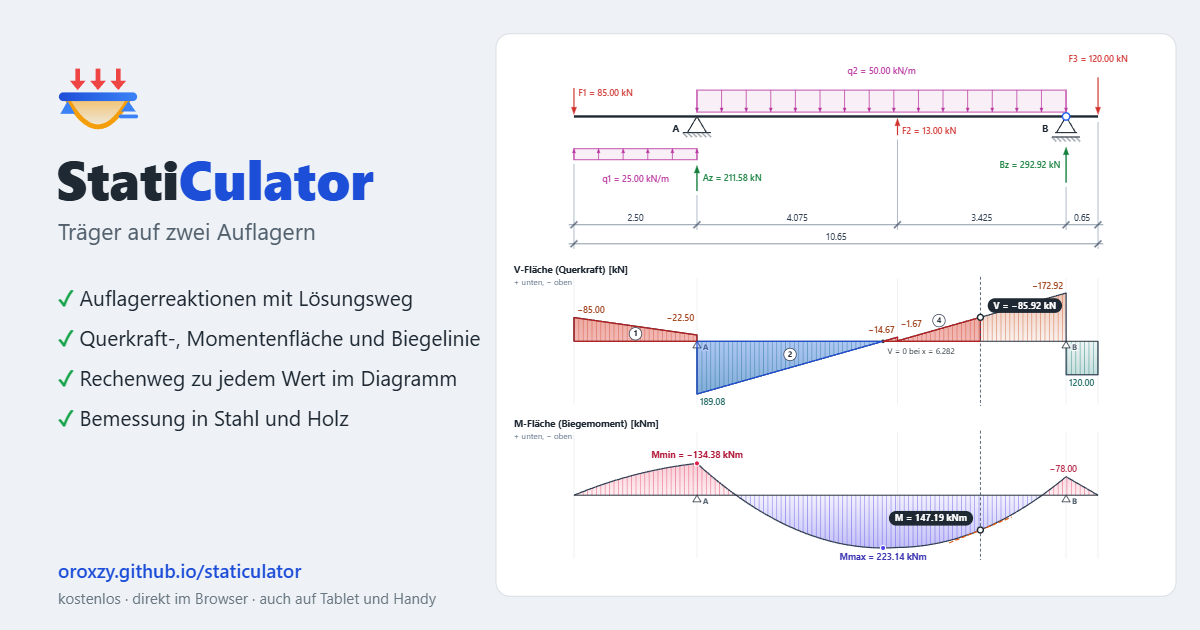 StatiCulator
Träger auf zwei Auflagern
✓ Auflagerreaktionen mit Lösungsweg
✓ Querkraft-, Momentenfläche und Biegelinie
✓ Rechenweg zu jedem Wert im Diagramm
✓ Bemessung in Stahl und Holz
oroxzy.github.io/staticulator
kostenlos · direkt im Browser · auch auf Tablet und Handy
F3 = 120.00 kN
q2 = 50.00 kN/m
F1 = 85.00 kN
A
F2 = 13.00 kN
B
Bz = 292.92 kN
q1 = 25.00 kN/m
Az = 211.58 kN
2.50
4.075
3.425
0.65
10.65
V-Fläche (Querkraft) [kN]
+ unten, − oben
−85.00
−22.50
−14.67
−1.67
−172.92
V = −85.92 kN
1
2
4
A
B
V = 0 bei x = 6.282
189.08
120.00
M-Fläche (Biegemoment) [kNm]
+ unten, − oben
Mmin = −134.38 kNm
−78.00
A
B
M = 147.19 kNm
Mmax = 223.14 kNm